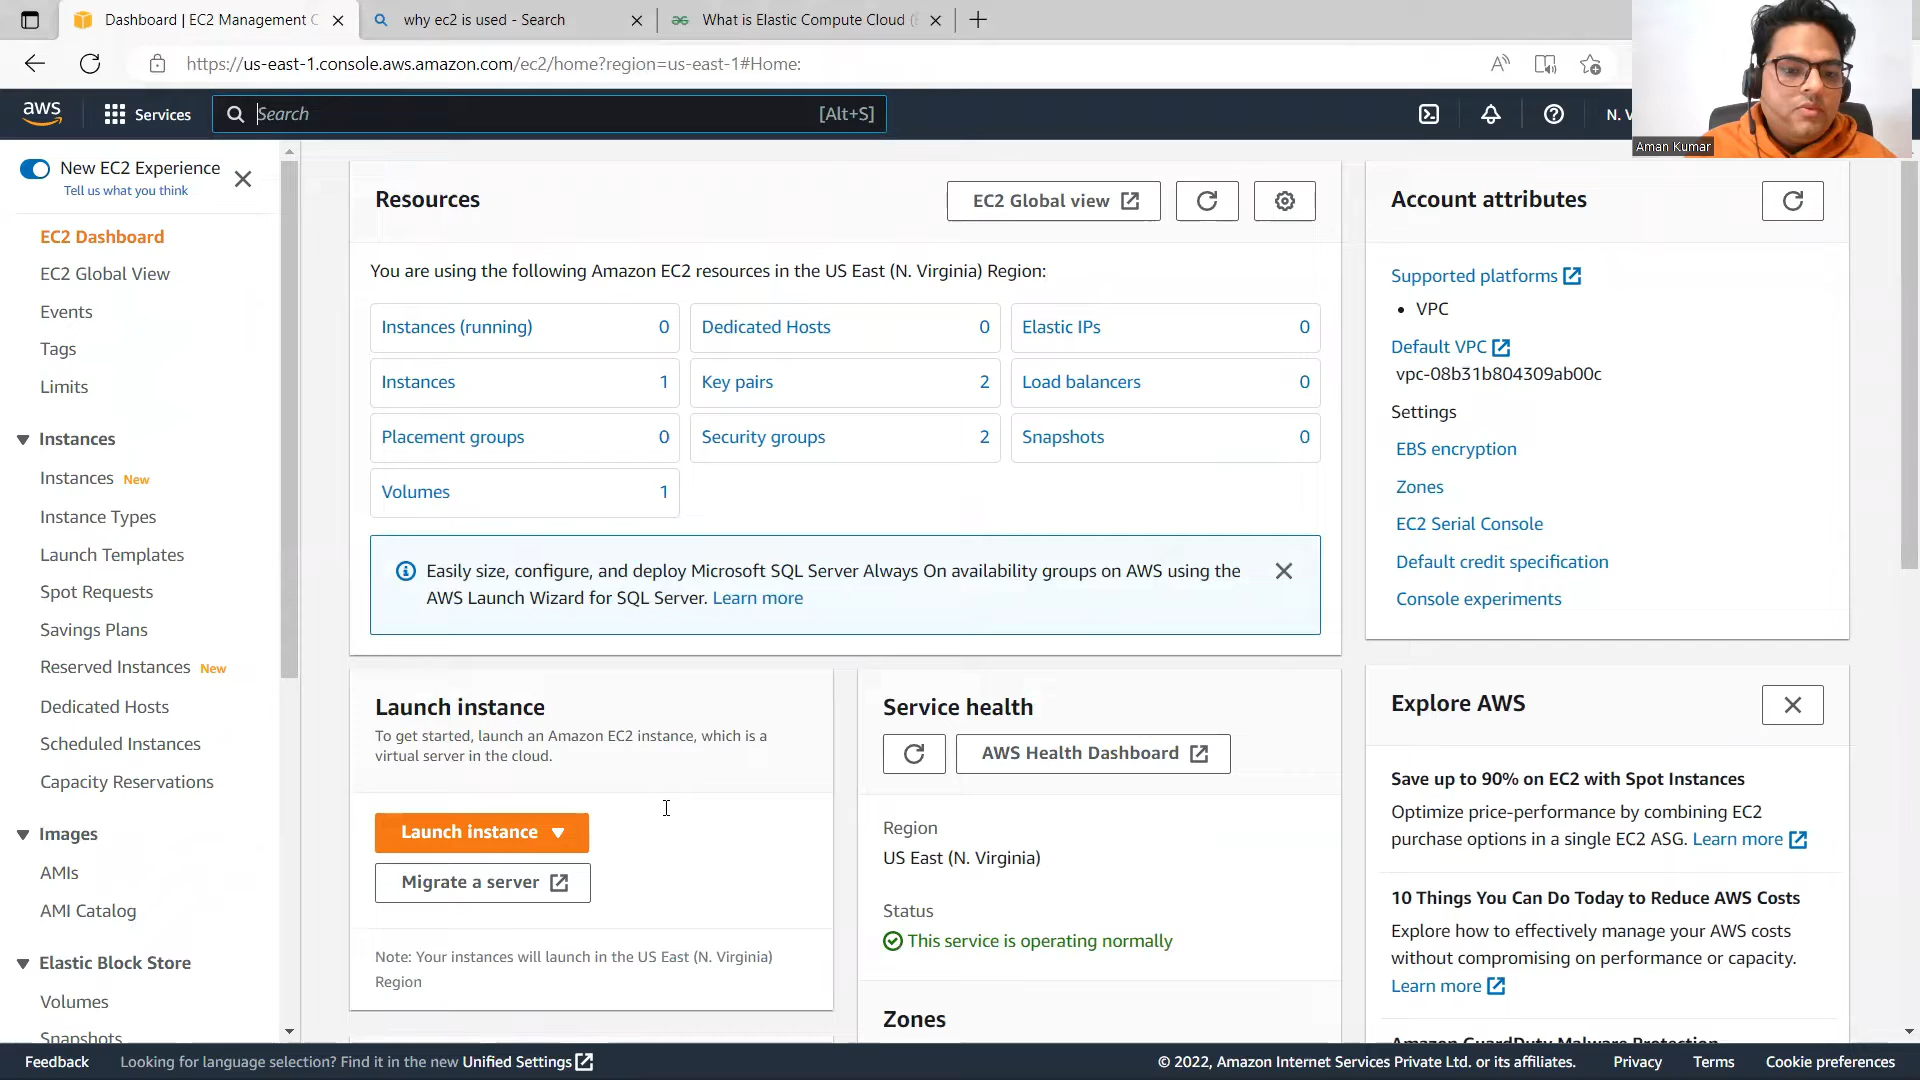 Dashboard | EC2 Management C
why ec2 is used - Search
What is Elastic Compute Cloud (
https://us-east-1.console.aws.amazon.com/ec2/home?region=us-east-1#Home:
aws
Services
Search
[Alt+S]
N. V
Aman Kumar
New EC2 Experience
Tell us what you think
EC2 Dashboard
EC2 Global View
Events
Tags
Limits
Instances
Instances New
Instance Types
Launch Templates
Spot Requests
Savings Plans
Reserved Instances New
Dedicated Hosts
Scheduled Instances
Capacity Reservations
Images
AMIs
AMI Catalog
Elastic Block Store
Volumes
Snapshots
Resources
EC2 Global view
You are using the following Amazon EC2 resources in the US East (N. Virginia) Region:
Instances (running) 0
Dedicated Hosts 0
Elastic IPs 0
Instances 1
Key pairs 2
Load balancers 0
Placement groups 0
Security groups 2
Snapshots 0
Volumes 1
Easily size, configure, and deploy Microsoft SQL Server Always On availability groups on AWS using the
AWS Launch Wizard for SQL Server. Learn more
Launch instance
To get started, launch an Amazon EC2 instance, which is a
virtual server in the cloud.
Launch instance
Migrate a server
Note: Your instances will launch in the US East (N. Virginia)
Region
Service health
AWS Health Dashboard
Region
US East (N. Virginia)
Status
This service is operating normally
Zones
Account attributes
Supported platforms
• VPC
Default VPC
vpc-08b31b804309ab00c
Settings
EBS encryption
Zones
EC2 Serial Console
Default credit specification
Console experiments
Explore AWS
Save up to 90% on EC2 with Spot Instances
Optimize price-performance by combining EC2
purchase options in a single EC2 ASG. Learn more
10 Things You Can Do Today to Reduce AWS Costs
Explore how to effectively manage your AWS costs
without compromising on performance or capacity.
Learn more
Amazon GuardDuty Malware Protection
Feedback
Looking for language selection? Find it in the new Unified Settings
© 2022, Amazon Internet Services Private Ltd. or its affiliates.
Privacy
Terms
Cookie preferences